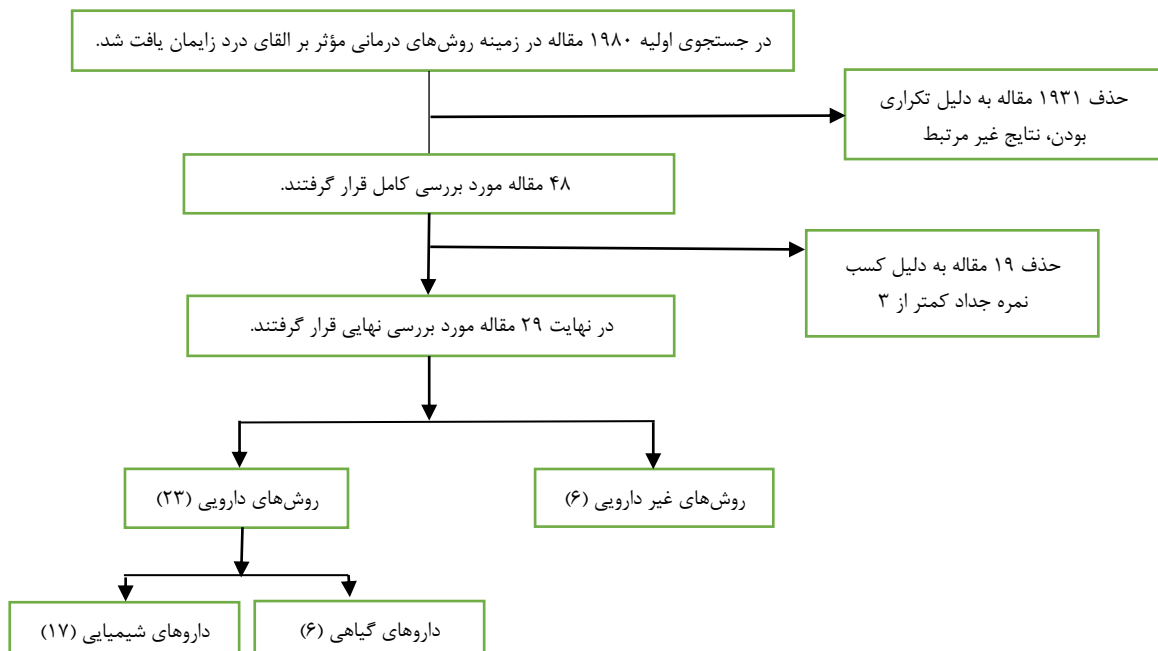 در جستجوی اولیه ۱۹۸۰ مقاله در زمینه روش‌های درمانی مؤثر بر القای درد زایمان یافت شد.
حذف ۱۹۳۱ مقاله به دلیل تکراری
بودن، نتایج غیر مرتبط
۴۸ مقاله مورد بررسی کامل قرار گرفتند.
حذف ۱۹ مقاله به دلیل کسب
نمره جداد کمتر از ۳
در نهایت ۲۹ مقاله مورد بررسی نهایی قرار گرفتند.
روش‌های غیر دارویی (۶)
روش‌های دارویی (۲۳)
داروهای گیاهی (۶)
داروهای شیمیایی (۱۷)